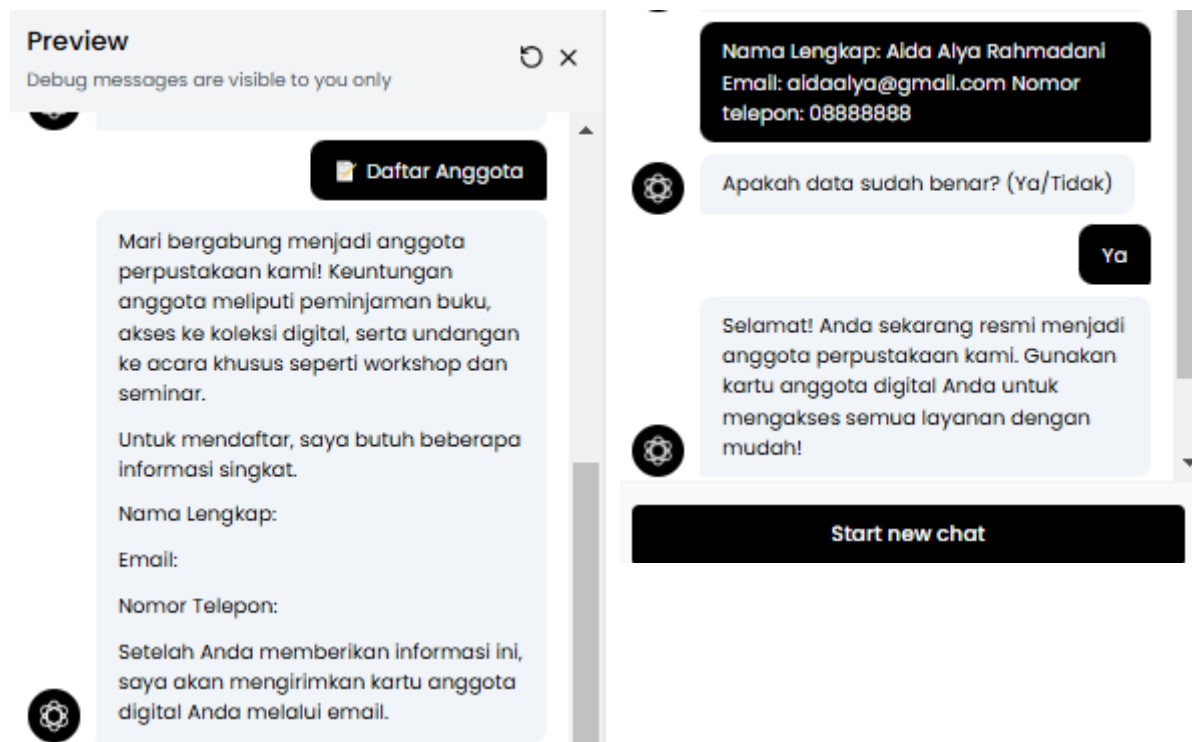 Preview
Debug messages are visible to you only
📝 Daftar Anggota
Mari bergabung menjadi anggota
perpustakaan kami! Keuntungan
anggota meliputi peminjaman buku,
akses ke koleksi digital, serta undangan
ke acara khusus seperti workshop dan
seminar.
Untuk mendaftar, saya butuh beberapa
informasi singkat.
Nama Lengkap:
Email:
Nomor Telepon:
Setelah Anda memberikan informasi ini,
saya akan mengirimkan kartu anggota
digital Anda melalui email.
Nama Lengkap: Aida Alya Rahmadani
Email: aidaalya@gmail.com Nomor
telepon: 08888888
Apakah data sudah benar? (Ya/Tidak)
Ya
Selamat! Anda sekarang resmi menjadi
anggota perpustakaan kami. Gunakan
kartu anggota digital Anda untuk
mengakses semua layanan dengan
mudah!
Start new chat